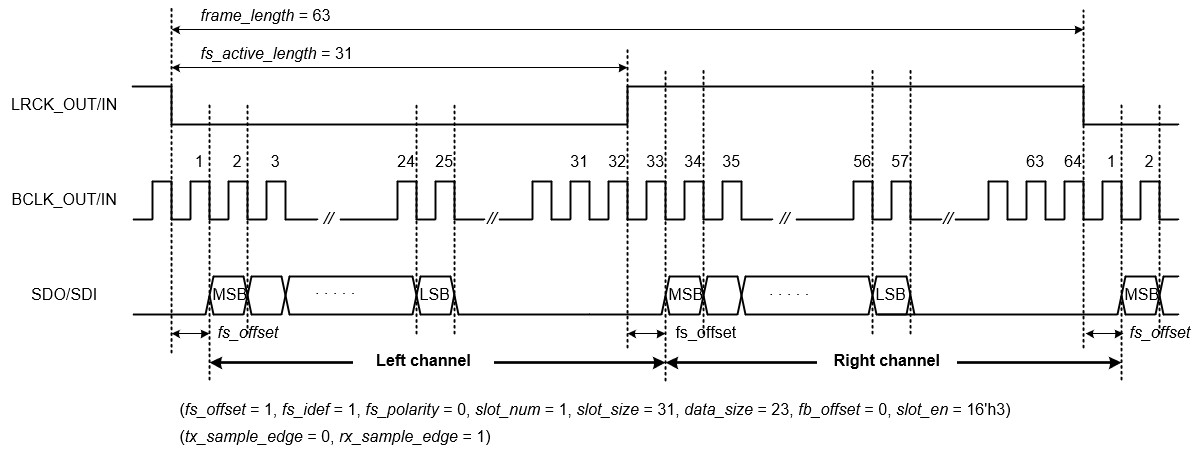 frame_length = 63
fs_active_length = 31
LRCK_OUT/IN
1 2 3 24 25 31 32 33 34 35 56 57 63 64 1 2
BCLK_OUT/IN
// // // //
SDO/SDI
MSB ..... LSB MSB ..... LSB MSB
fs_offset fs_offset fs_offset
Left channel Right channel
(fs_offset = 1, fs_idef = 1, fs_polarity = 0, slot_num = 1, slot_size = 31, data_size = 23, fb_offset = 0, slot_en = 16'h3)
(tx_sample_edge = 0, rx_sample_edge = 1)